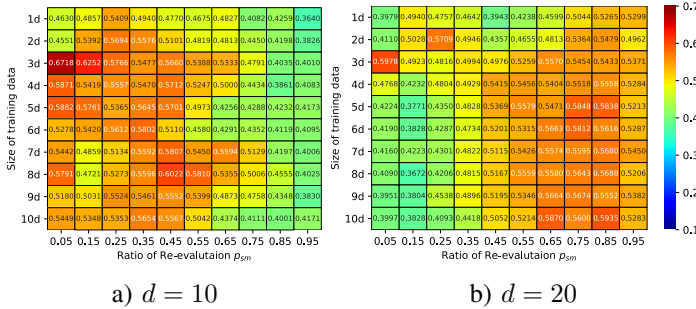 1d 0.4630 0.4857 0.5409 0.4940 0.4770 0.4675 0.4827 0.4082 0.4259 0.3640
2d 0.4551 0.5392 0.5694 0.5576 0.5101 0.4819 0.4813 0.4450 0.4198 0.3826
3d 0.6718 0.6252 0.5766 0.5477 0.5660 0.5388 0.5333 0.4791 0.4035 0.4010
4d 0.5871 0.5419 0.5557 0.5470 0.5712 0.5247 0.5000 0.4434 0.3861 0.4083
5d 0.5882 0.5761 0.5365 0.5645 0.5701 0.4973 0.4256 0.4288 0.4232 0.4173
6d 0.5278 0.5420 0.5612 0.5802 0.5110 0.4580 0.4291 0.4352 0.4119 0.4095
7d 0.5442 0.4859 0.5134 0.5592 0.5807 0.5450 0.5594 0.5129 0.4197 0.4006
8d 0.5791 0.4721 0.5273 0.5596 0.6022 0.5810 0.5355 0.5006 0.4555 0.4025
9d 0.5180 0.5031 0.5524 0.5461 0.5552 0.5399 0.4873 0.4758 0.4349 0.3830
10d 0.5449 0.5348 0.5353 0.5654 0.5567 0.5042 0.4374 0.4111 0.4001 0.4171
0.05 0.15 0.25 0.35 0.45 0.55 0.65 0.75 0.85 0.95
Size of training data
Ratio of Re-evalutaion p_sm
a) d = 10
1d 0.3979 0.4940 0.4757 0.4642 0.3943 0.4238 0.4599 0.5044 0.5265 0.5299
2d 0.4110 0.5028 0.5709 0.4946 0.4357 0.4655 0.4813 0.5364 0.5479 0.4962
3d 0.5978 0.4923 0.4816 0.4994 0.4976 0.5259 0.5570 0.5454 0.5433 0.5371
4d 0.4768 0.4232 0.4804 0.4929 0.5415 0.5456 0.5404 0.5518 0.5558 0.5284
5d 0.4224 0.3771 0.4350 0.4828 0.5369 0.5579 0.5471 0.5848 0.5838 0.5213
6d 0.4190 0.3828 0.4287 0.4734 0.5201 0.5315 0.5663 0.5812 0.5616 0.5287
7d 0.4160 0.4223 0.4301 0.4822 0.5175 0.5426 0.5574 0.5595 0.5680 0.5450
8d 0.4090 0.3672 0.4206 0.4515 0.5167 0.5559 0.5580 0.5643 0.5688 0.5206
9d 0.3951 0.3804 0.4538 0.4896 0.5195 0.5346 0.5664 0.5674 0.5552 0.5382
10d 0.3997 0.3828 0.4093 0.4418 0.5052 0.5214 0.5870 0.5600 0.5935 0.5283
0.05 0.15 0.25 0.35 0.45 0.55 0.65 0.75 0.85 0.95
Size of training data
Ratio of Re-evalutaion p_sm
b) d = 20
0.7
0.6
0.5
0.4
0.3
0.2
0.1